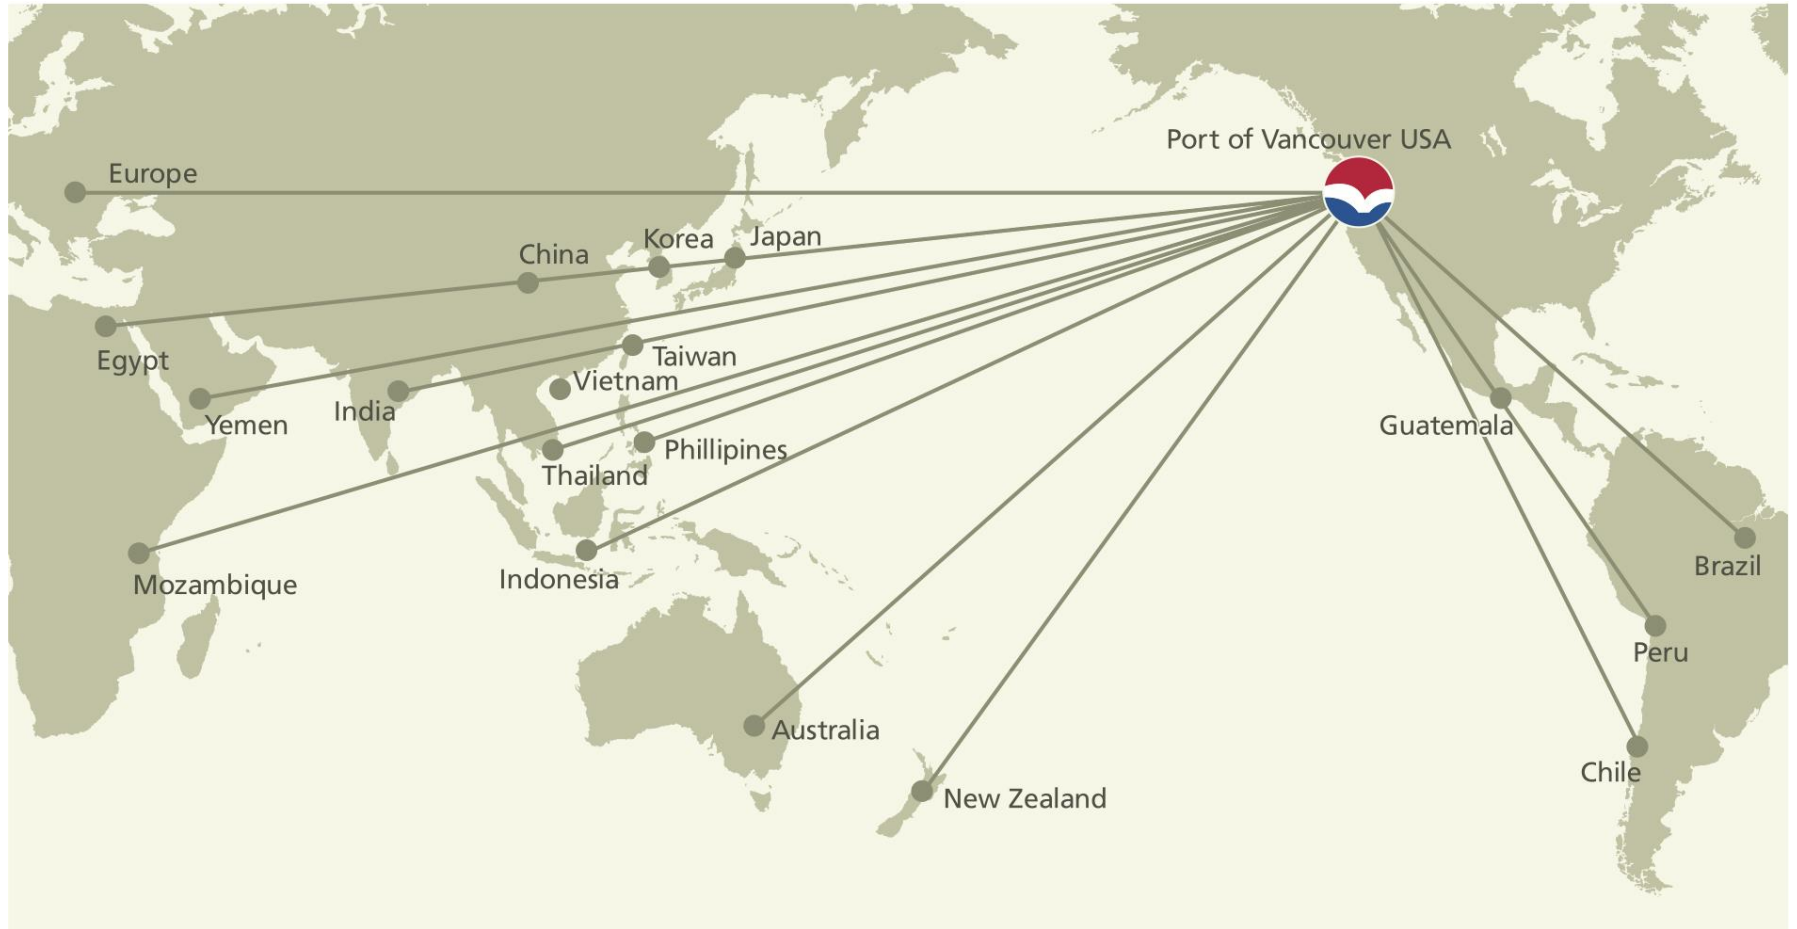 Port of Vancouver USA
Europe
Korea
Japan
China
Egypt
Taiwan
Vietnam
India
Yemen
Guatemala
Phillipines
Thailand
Brazil
Indonesia
Mozambique
Peru
Australia
Chile
New Zealand